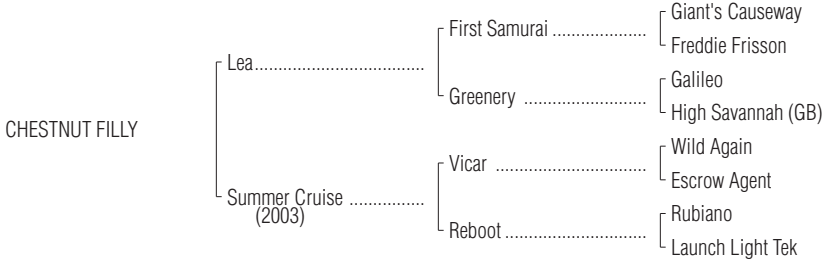 Giant's Causeway
First Samurai ....................
Freddie Frisson
Lea..................................
Galileo
Greenery ..........................
High Savannah (GB)
CHESTNUT FILLY
Wild Again
Vicar ................................
Escrow Agent
Summer Cruise ................
(2003)
Rubiano
Reboot ..............................
Launch Light Tek